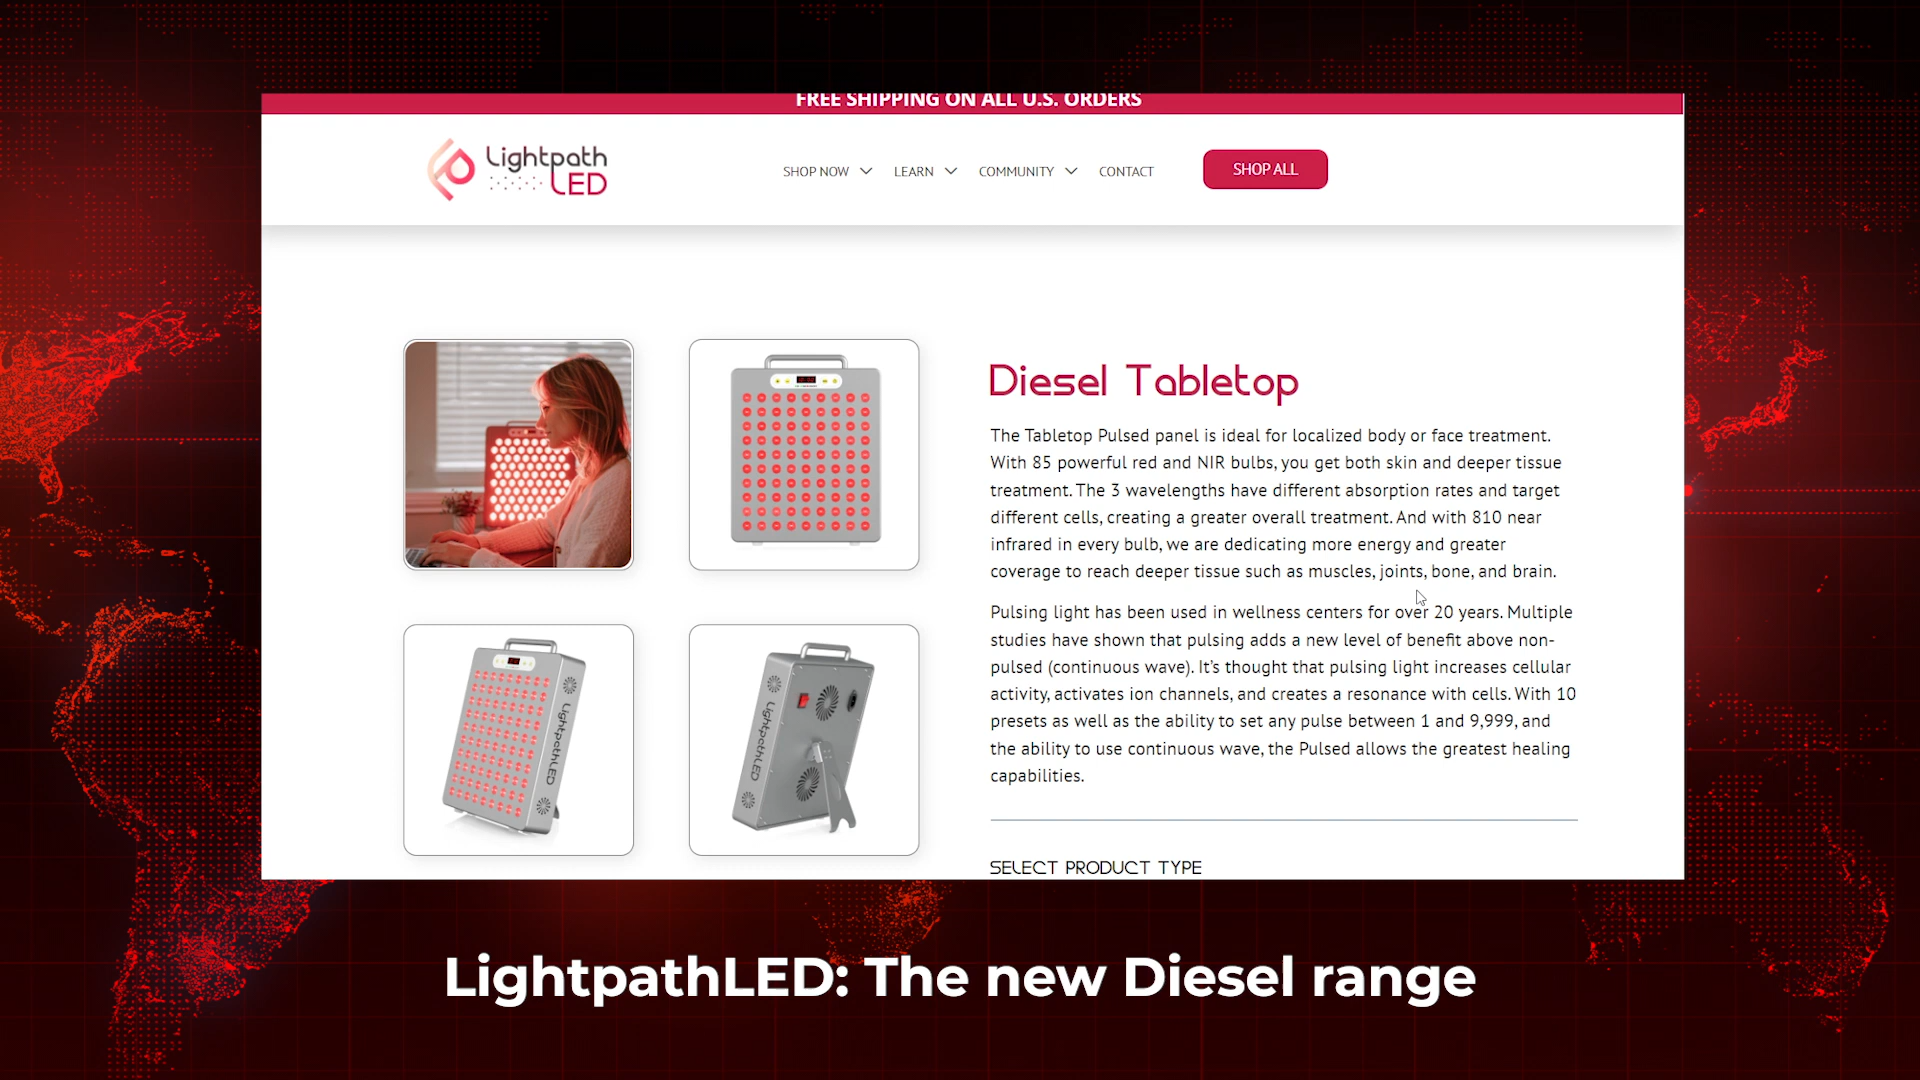 FREE SHIPPING ON ALL U.S. ORDERS
Lightpath
LED
SHOP NOW
LEARN
COMMUNITY
CONTACT
SHOP ALL
Diesel Tabletop
The Tabletop Pulsed panel is ideal for localized body or face treatment.
With 85 powerful red and NIR bulbs, you get both skin and deeper tissue
treatment. The 3 wavelengths have different absorption rates and target
different cells, creating a greater overall treatment. And with 810 near
infrared in every bulb, we are dedicating more energy and greater
coverage to reach deeper tissue such as muscles, joints, bone, and brain.
Pulsing light has been used in wellness centers for over 20 years. Multiple
studies have shown that pulsing adds a new level of benefit above non-
pulsed (continuous wave). It's thought that pulsing light increases cellular
activity, activates ion channels, and creates a resonance with cells. With 10
presets as well as the ability to set any pulse between 1 and 9,999, and
the ability to use continuous wave, the Pulsed allows the greatest healing
capabilities.
LightpathLED
LightpathLED
SELECT PRODUCT TYPE
LightpathLED: The new Diesel range